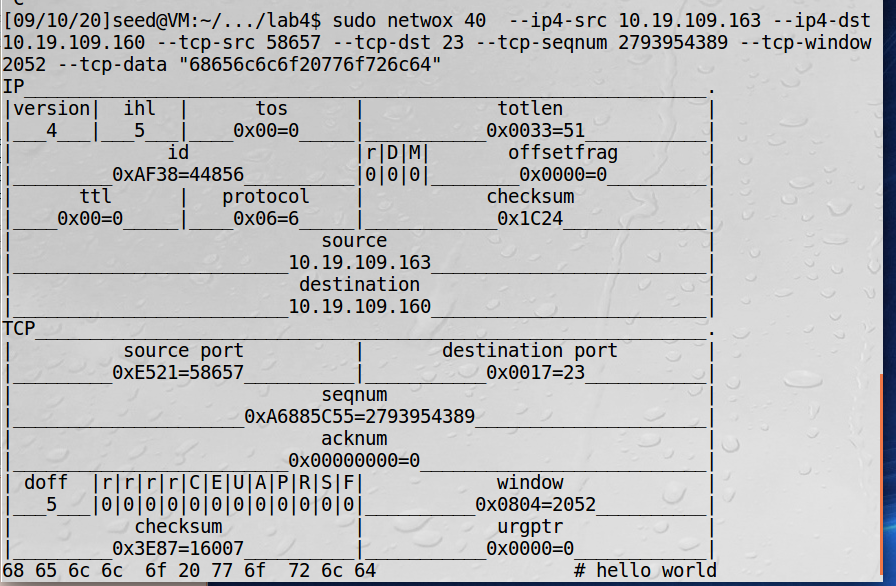 [09/10/20]seed@VM:~/.../lab4$ sudo netwox 40  --ip4-src 10.19.109.163 --ip4-dst
10.19.109.160 --tcp-src 58657 --tcp-dst 23 --tcp-seqnum 2793954389 --tcp-window
2052 --tcp-data "68656c6c6f20776f726c64"
IP______________________________________________________________.
|version|  ihl  |      tos      |            totlen             |
|___4___|___5___|____0x00=0_____|___________0x0033=51___________|
|              id               |r|D|M|       offsetfrag        |
|_________0xAF38=44856__________|0|0|0|________0x0000=0_________|
|      ttl      |   protocol    |           checksum            |
|____0x00=0_____|____0x06=6_____|____________0x1C24_____________|
|                            source                             |
|_________________________10.19.109.163_________________________|
|                          destination                          |
|_________________________10.19.109.160_________________________|
TCP_____________________________________________________________.
|          source port          |       destination port        |
|_________0xE521=58657__________|___________0x0017=23___________|
|                            seqnum                             |
|_____________________0xA6885C55=2793954389_____________________|
|                            acknum                             |
|_________________________0x00000000=0__________________________|
| doff  |r|r|r|r|C|E|U|A|P|R|S|F|            window             |
|___5___|0|0|0|0|0|0|0|0|0|0|0|0|__________0x0804=2052__________|
|           checksum            |            urgptr             |
|_________0x3E87=16007__________|___________0x0000=0____________|
68 65 6c 6c  6f 20 77 6f  72 6c 64                  # hello world